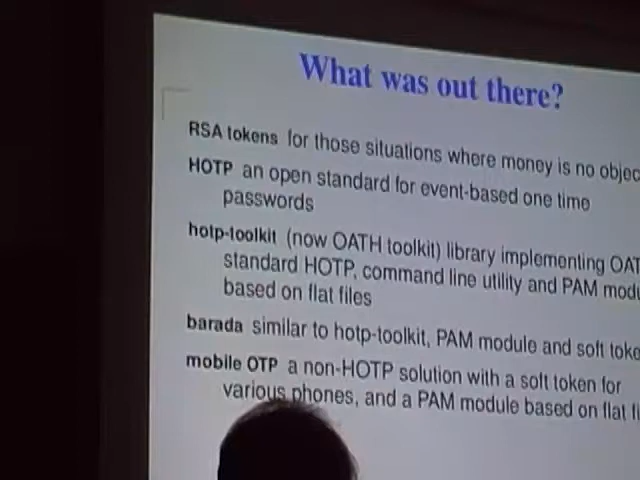 What was out there?
RSA tokens for those situations where money is no objec
HOTP an open standard for event-based one time
passwords
hotp-toolkit (now OATH toolkit) library implementing OAT
standard HOTP, command line utility and PAM modu
based on flat files
barada similar to hotp-toolkit, PAM module and soft toke
mobile OTP a non-HOTP solution with a soft token for
various phones, and a PAM module based on flat fi